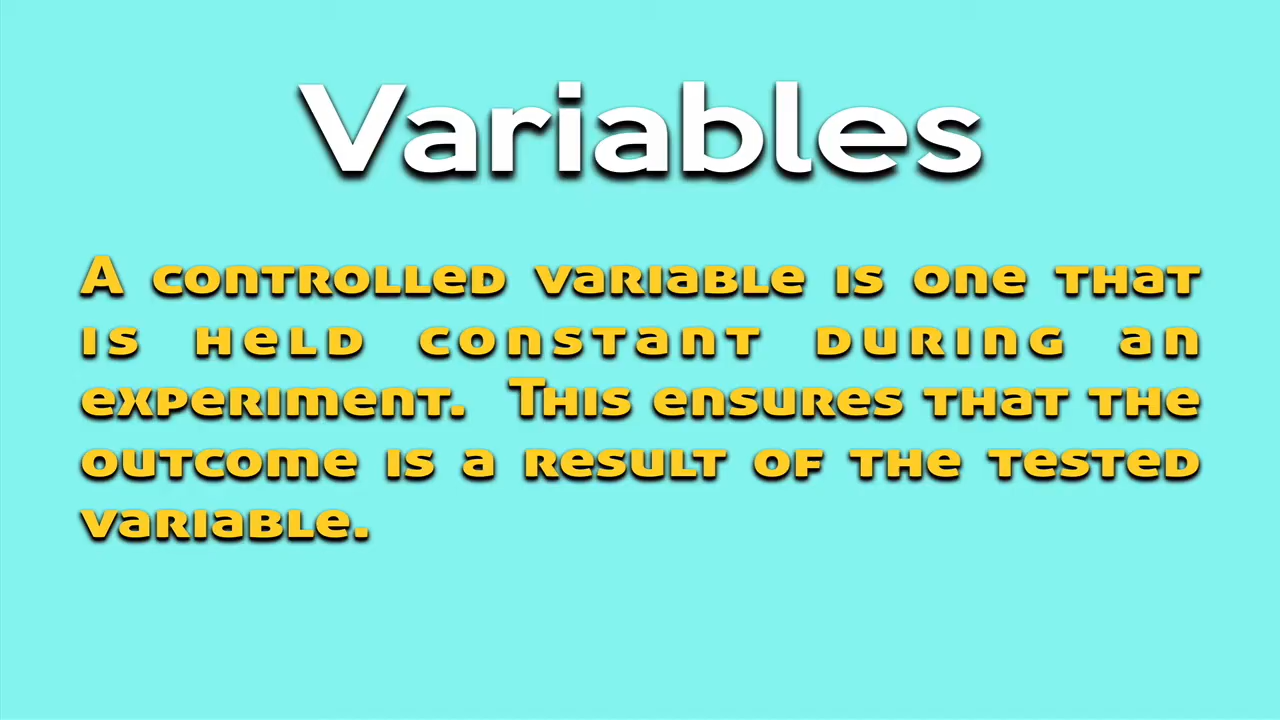 Variables
A controlled variable is one that
is held constant during an
experiment. This ensures that the
outcome is a result of the tested
variable.